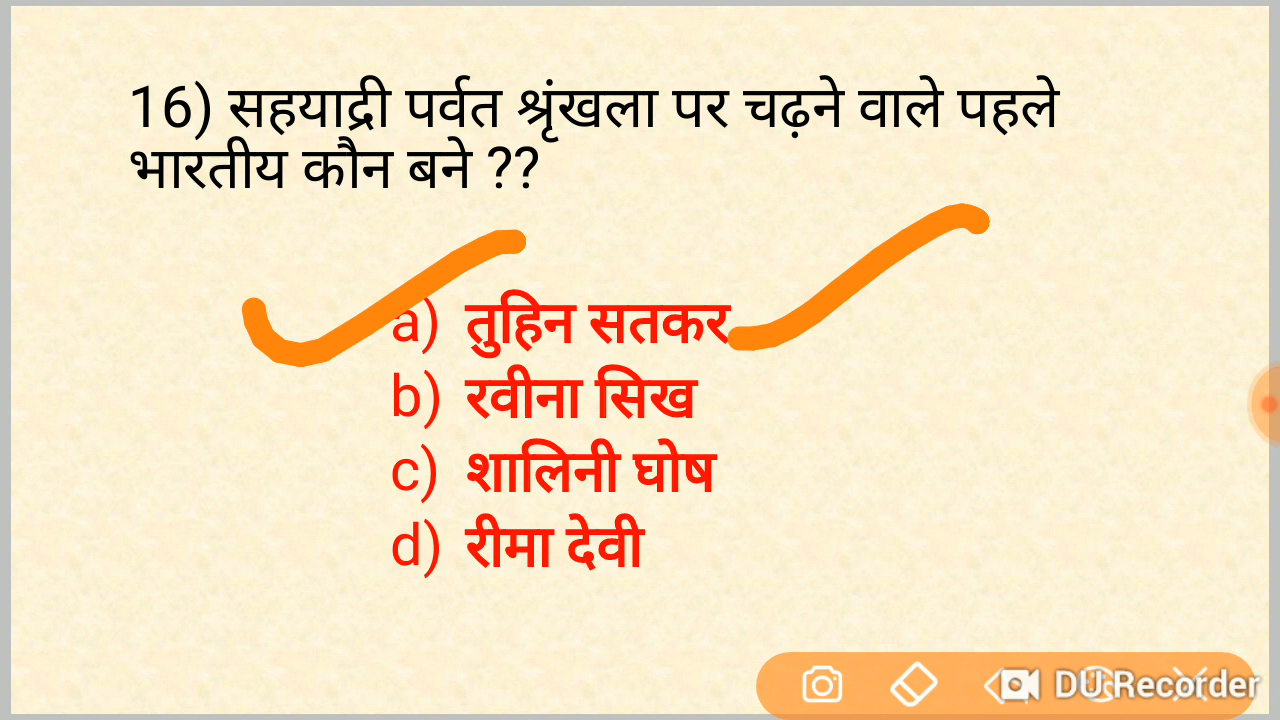 16) सहयाद्री पर्वत श्रृंखला पर चढ़ने वाले पहले
भारतीय कौन बने ??
a) तुहिन सतकर
b) रवीना सिख
c) शालिनी घोष
d) रीमा देवी
DU Recorder